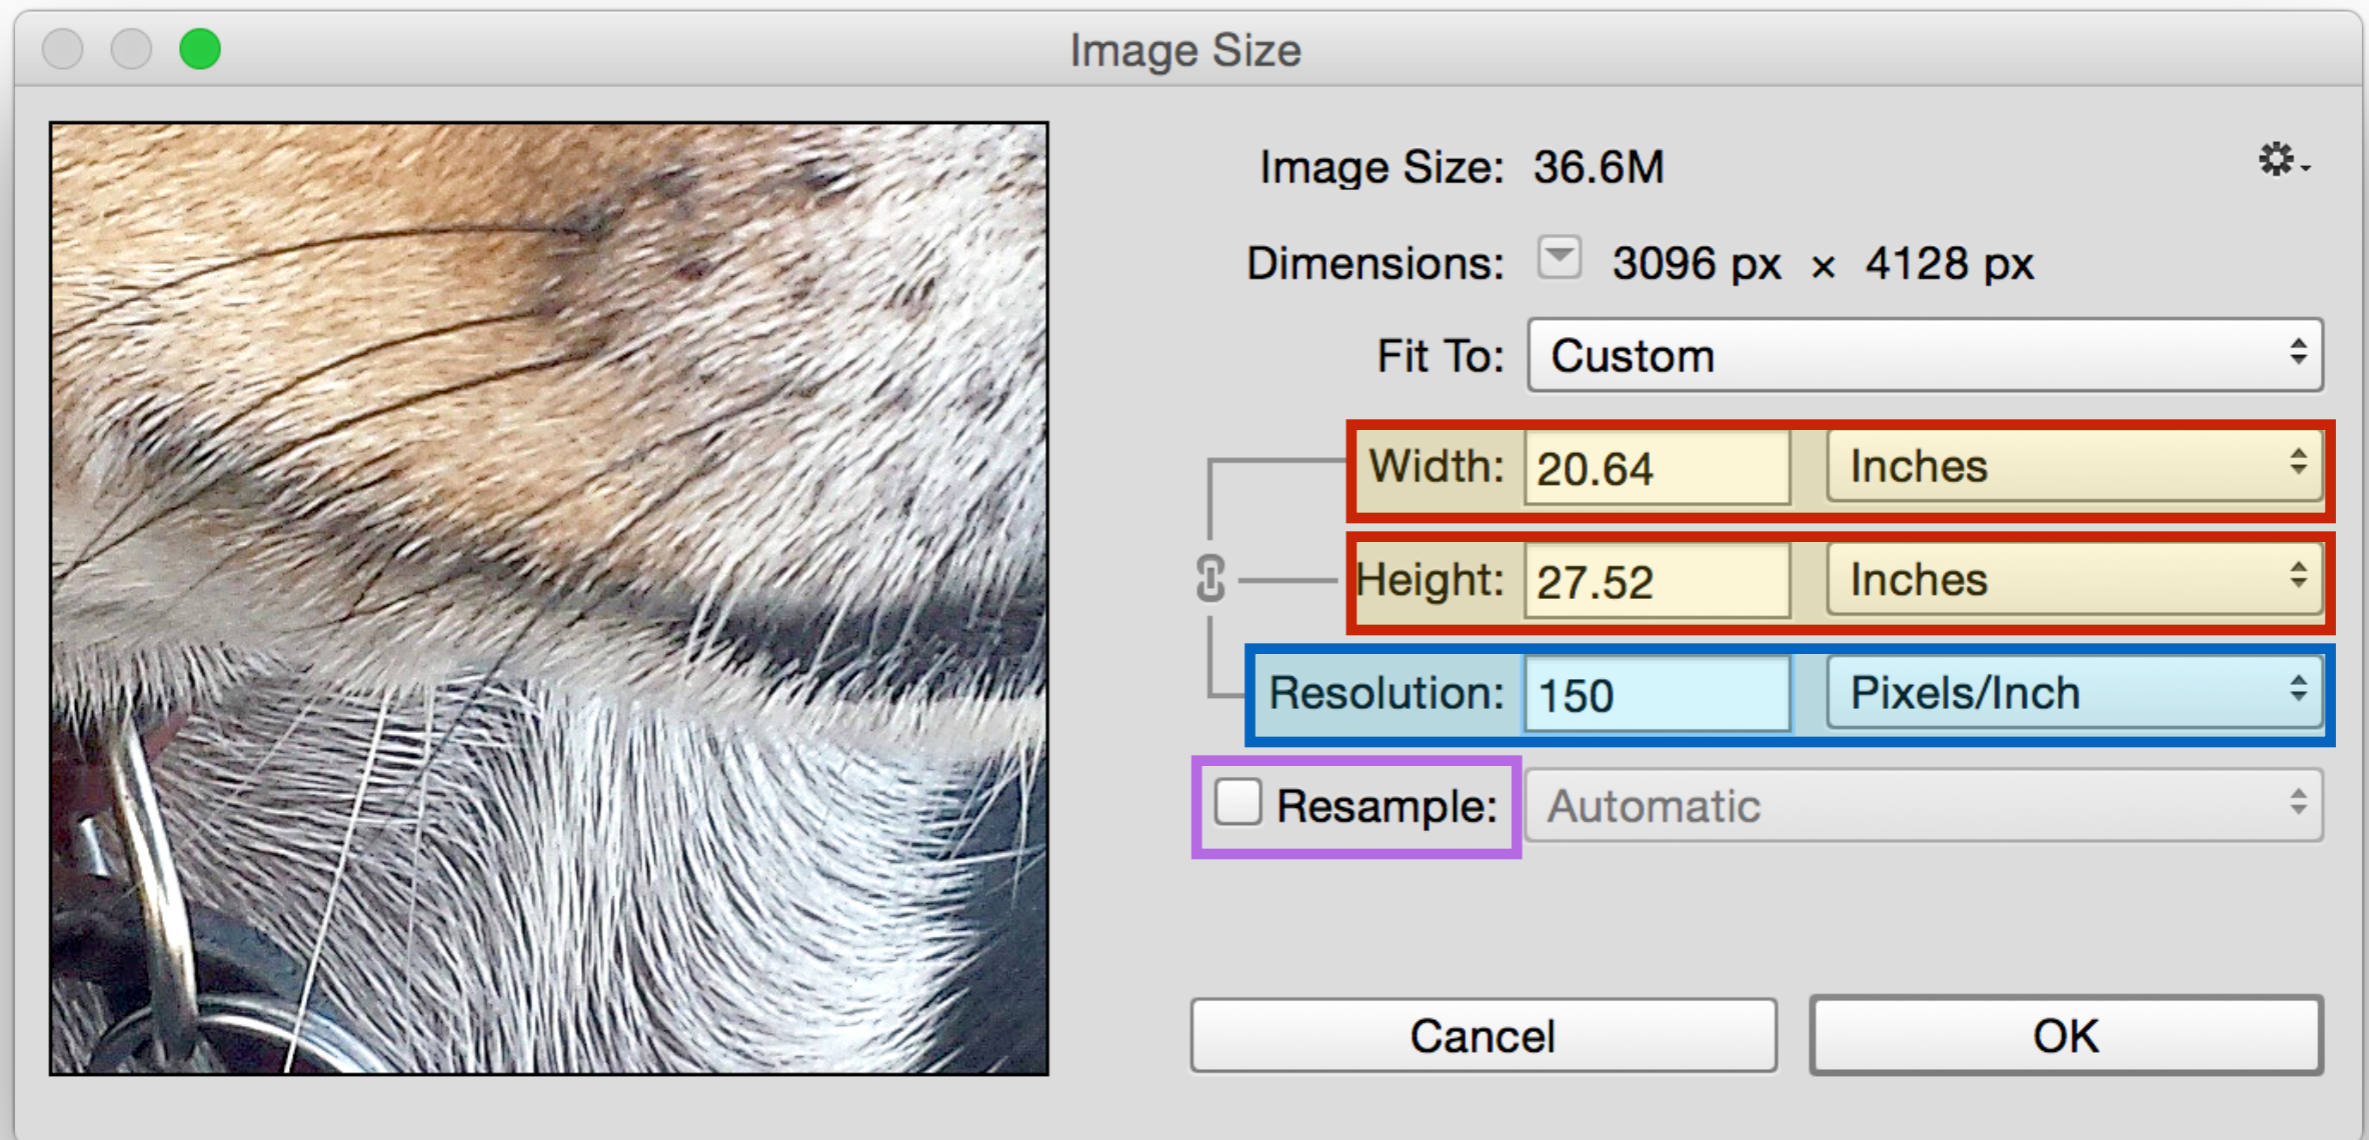 Image Size
Image Size: 36.6M
Dimensions: 3096 px × 4128 px
Fit To: Custom
Width: 20.64 Inches
Height: 27.52 Inches
Resolution: 150 Pixels/Inch
Resample: Automatic
Cancel OK